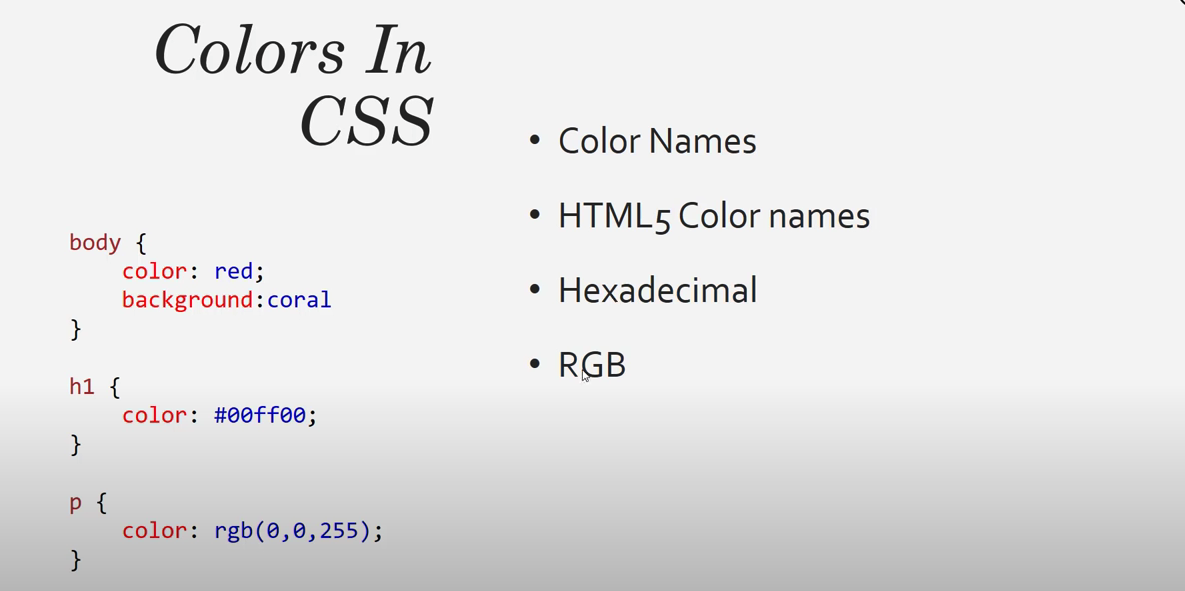 Colors In
CSS
body {
    color: red;
    background:coral
}
h1 {
    color: #00ff00;
}
p {
    color: rgb(0,0,255);
}
• Color Names
• HTML5 Color names
• Hexadecimal
• RGB